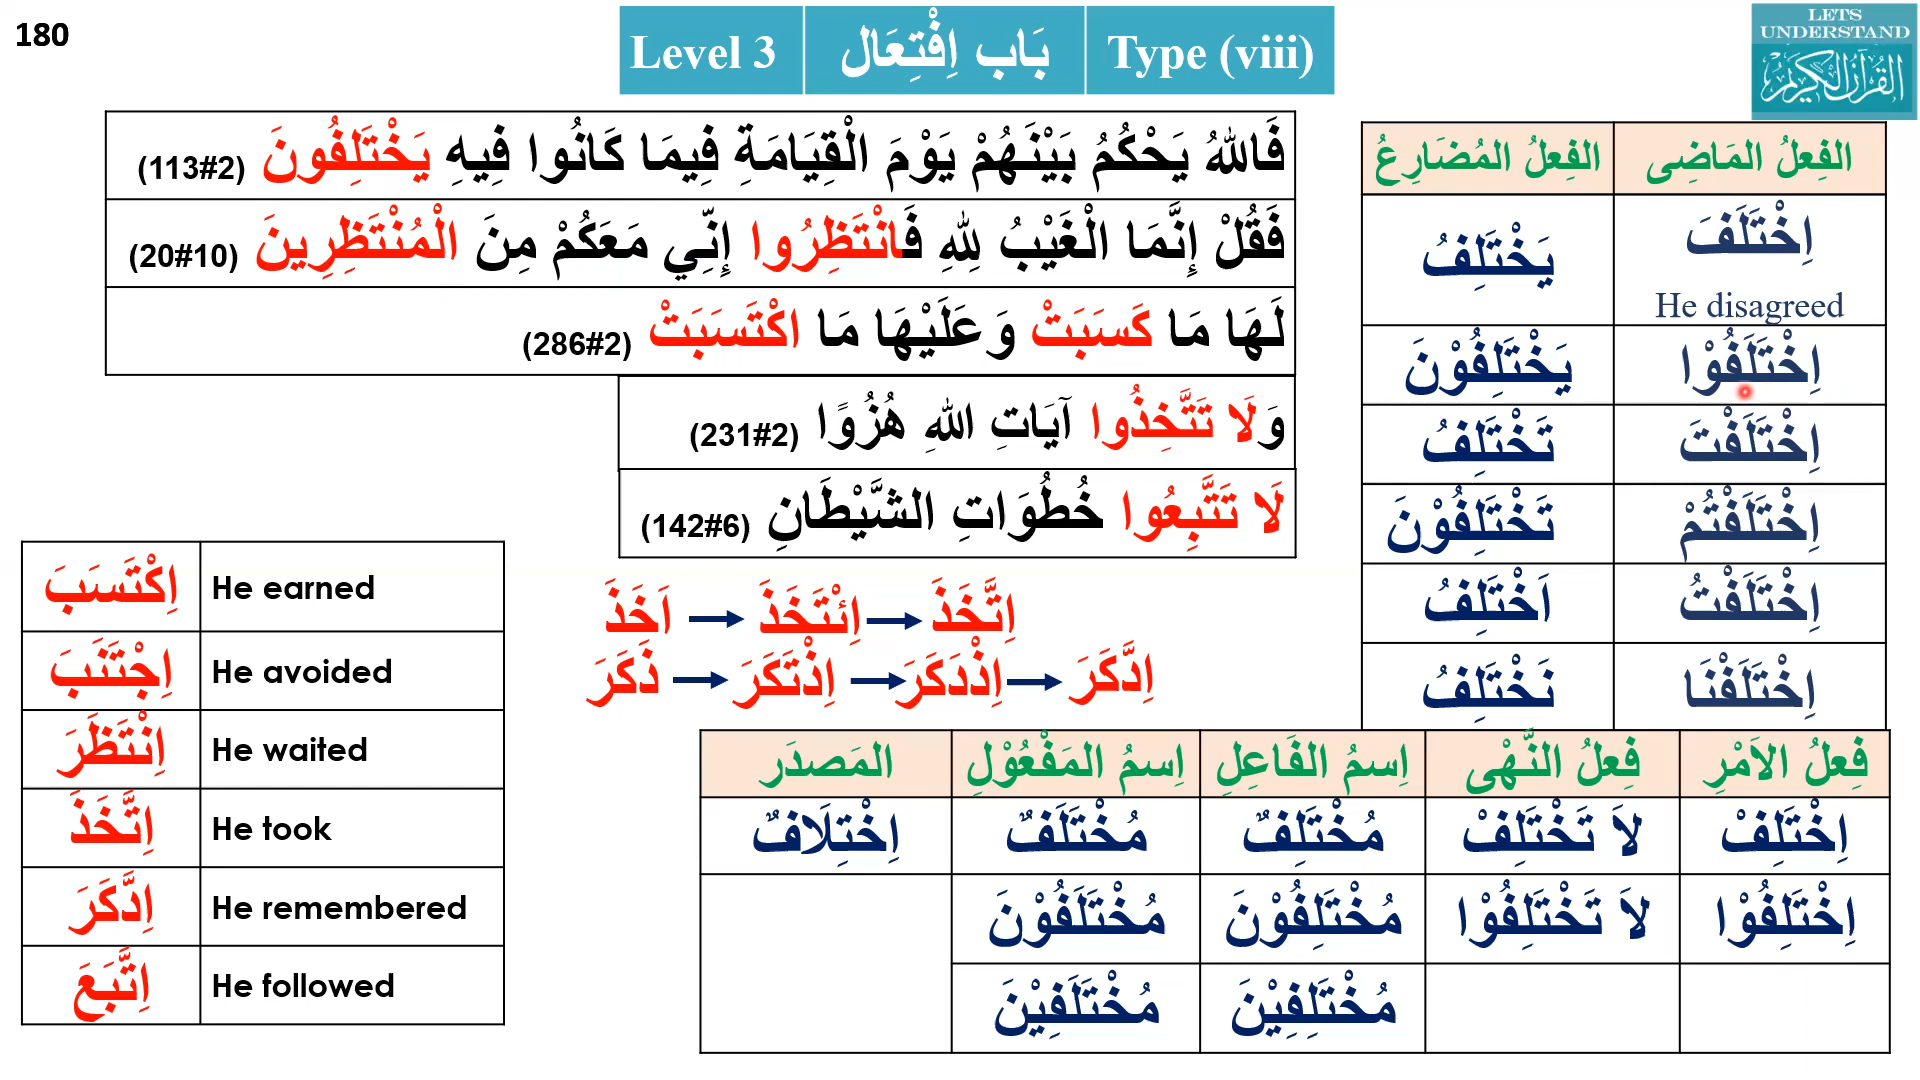 180
Level 3 بَاب اِفْتِعَال Type (viii)
LETS
UNDERSTAND
القرآن الكريم
فَاللهُ يَحْكُمُ بَيْنَهُمْ يَوْمَ الْقِيَامَةِ فِيمَا كَانُوا فِيهِ يَخْتَلِفُونَ (113#2)
فَقُلْ إِنَّمَا الْغَيْبُ لِلهِ فَانْتَظِرُوا إِنِّي مَعَكُمْ مِنَ الْمُنْتَظِرِينَ (20#10)
لَهَا مَا كَسَبَتْ وَعَلَيْهَا مَا اكْتَسَبَتْ (286#2)
وَلَا تَتَّخِذُوا آيَاتِ اللهِ هُزُوًا (231#2)
لَا تَتَّبِعُوا خُطُوَاتِ الشَّيْطَانِ (142#6)
الفِعلُ المَاضِى الفِعلُ المُضَارِعُ
اِخْتَلَفَ يَخْتَلِفُ
He disagreed
اِخْتَلَفُوْا يَخْتَلِفُوْنَ
اِخْتَلَفْتَ تَخْتَلِفُ
اِخْتَلَفْتُمْ تَخْتَلِفُوْنَ
اِخْتَلَفْتُ اَخْتَلِفُ
اِخْتَلَفْنَا نَخْتَلِفُ
اِكْتَسَبَ He earned
اِجْتَنَبَ He avoided
اِنْتَظَرَ He waited
اِتَّخَذَ He took
اِدَّكَرَ He remembered
اِتَّبَعَ He followed
اَخَذَ → اِئْتَخَذَ → اِتَّخَذَ
ذَكَرَ → اِذْتَكَرَ → اِذْدَكَرَ → اِدَّكَرَ
فِعلُ الاَمْرِ فِعلُ النَّهْى اِسمُ الفَاعِلِ اِسمُ المَفْعُوْلِ المَصدَر
اِخْتَلِفْ لاَ تَخْتَلِفْ مُخْتَلِفٌ مُخْتَلَفٌ اِخْتِلَافٌ
اِخْتَلِفُوْا لاَ تَخْتَلِفُوْا مُخْتَلِفُوْنَ مُخْتَلَفُوْنَ
مُخْتَلِفِيْنَ مُخْتَلَفِيْنَ